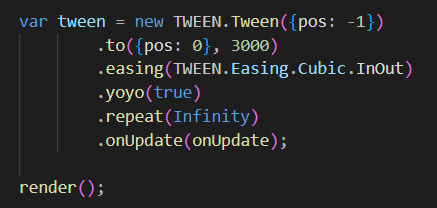 var tween = new TWEEN.Tween({pos: -1})
.to({pos: 0}, 3000)
.easing(TWEEN.Easing.Cubic.InOut)
.yoyo(true)
.repeat(Infinity)
.onUpdate(onUpdate);
render();